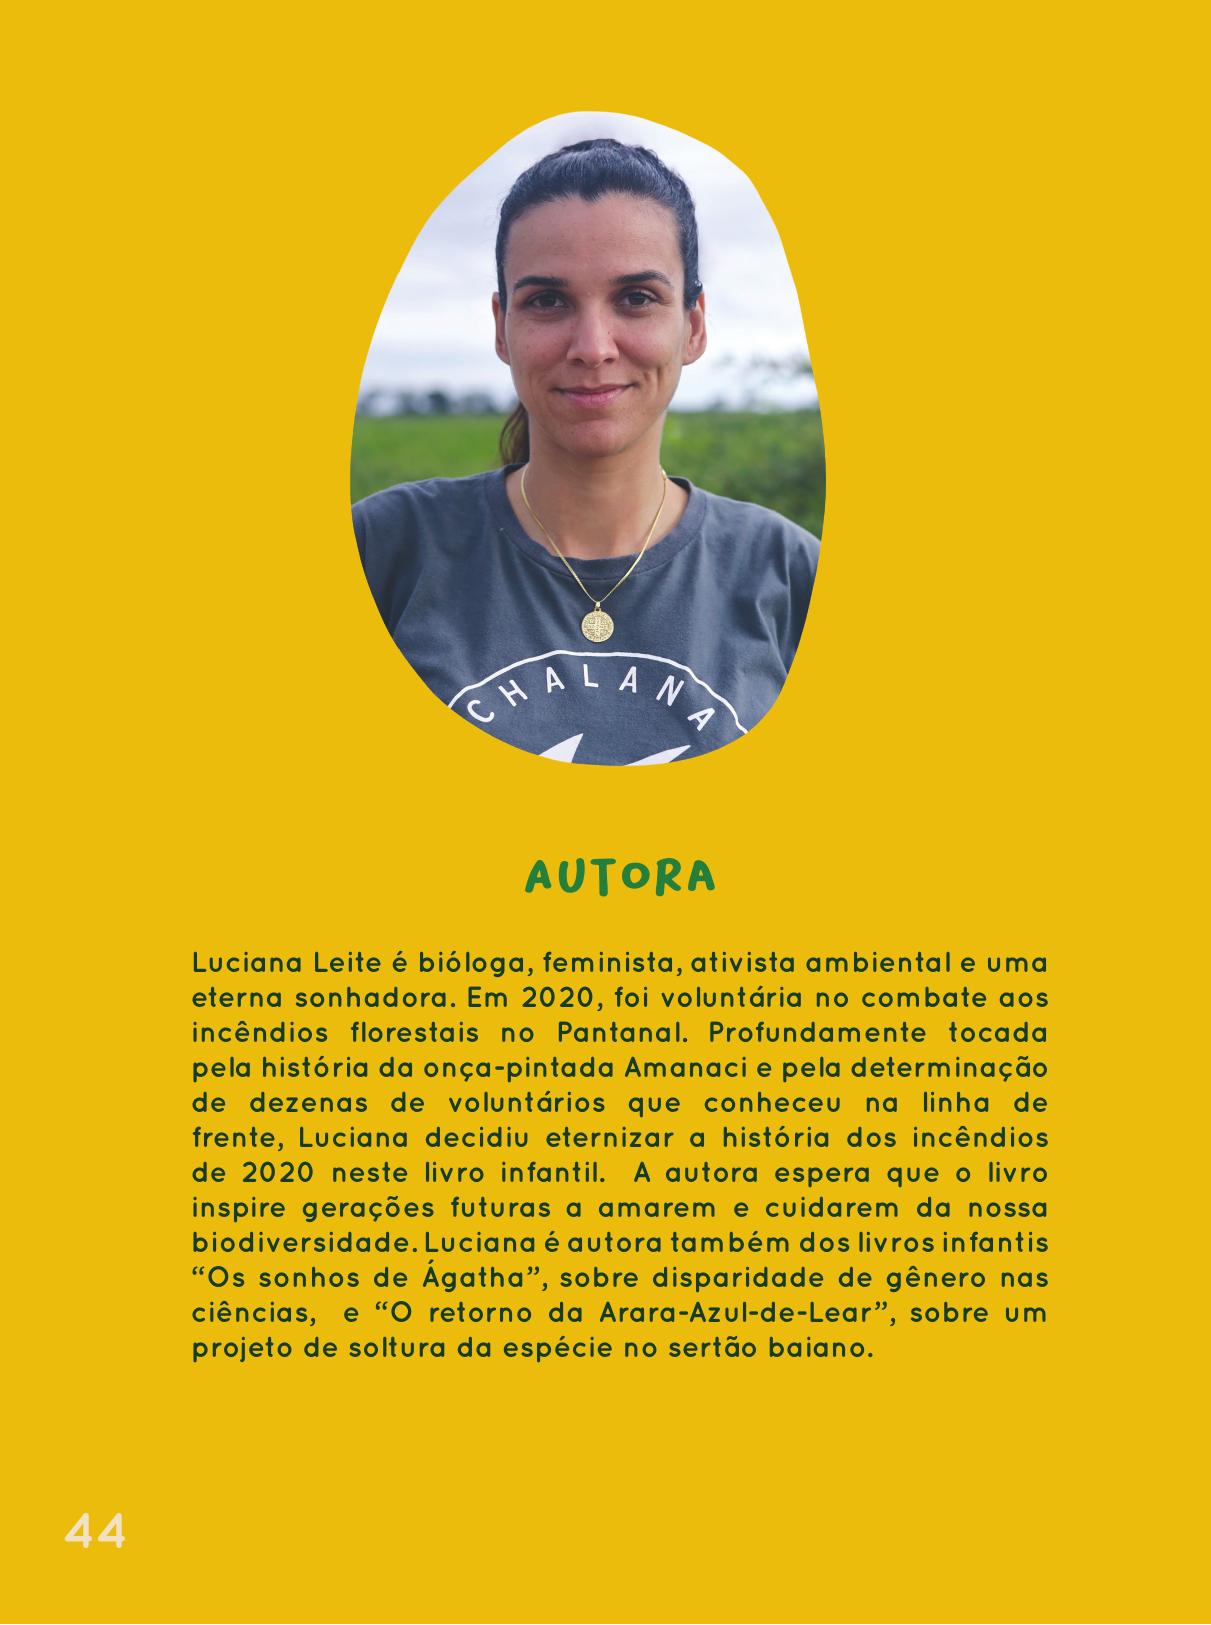 CHALANA
AUTORA
Luciana Leite é bióloga, feminista, ativista ambiental e uma
eterna sonhadora. Em 2020, foi voluntária no combate aos
incêndios florestais no Pantanal. Profundamente tocada
pela história da onça-pintada Amanaci e pela determinação
de dezenas de voluntários que conheceu na linha de
frente, Luciana decidiu eternizar a história dos incêndios
de 2020 neste livro infantil. A autora espera que o livro
inspire gerações futuras a amarem e cuidarem da nossa
biodiversidade. Luciana é autora também dos livros infantis
“Os sonhos de Ágatha”, sobre disparidade de gênero nas
ciências, e “O retorno da Arara-Azul-de-Lear”, sobre um
projeto de soltura da espécie no sertão baiano.
44